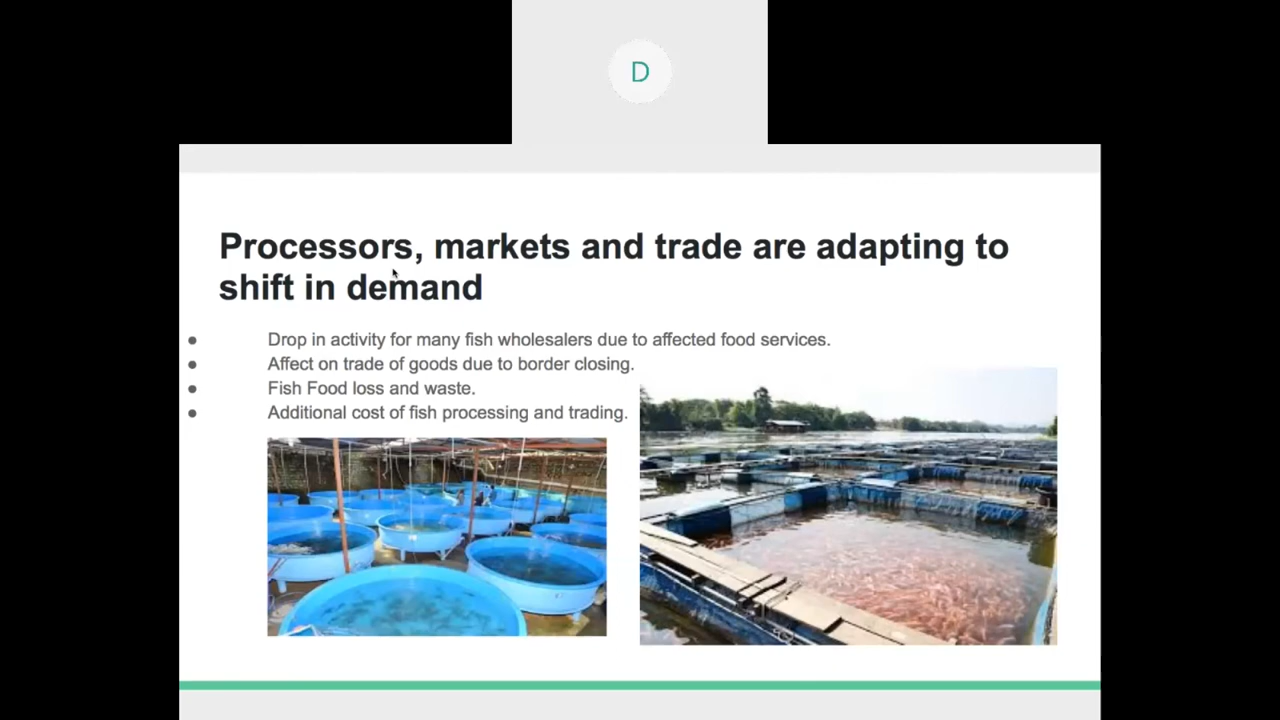 D
Processors, markets and trade are adapting to
shift in demand
● Drop in activity for many fish wholesalers due to affected food services.
● Affect on trade of goods due to border closing.
● Fish Food loss and waste.
● Additional cost of fish processing and trading.